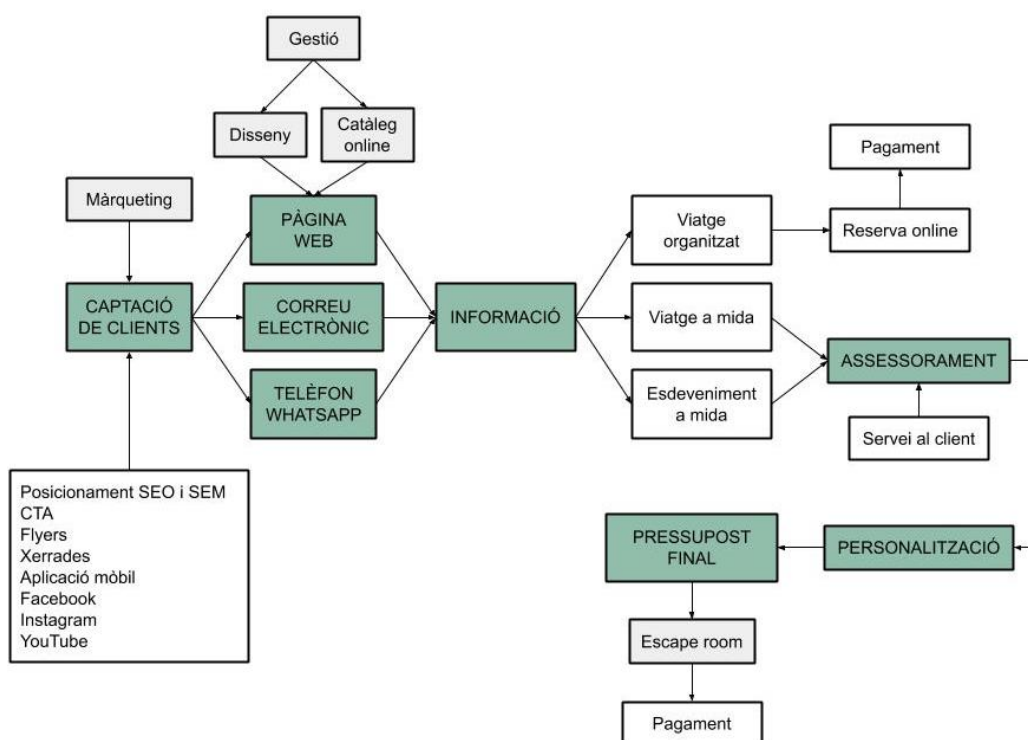 Gestió
Disseny
Catàleg
online
Màrqueting
PÀGINA
WEB
CAPTACIÓ
DE CLIENTS
CORREU
ELECTRÒNIC
TELÈFON
WHATSAPP
INFORMACIÓ
Posicionament SEO i SEM
CTA
Flyers
Xerrades
Aplicació mòbil
Facebook
Instagram
YouTube
Viatge
organitzat
Reserva online
Pagament
Viatge a mida
Esdeveniment
a mida
ASSESSORAMENT
Servei al client
PERSONALITZACIÓ
PRESSUPOST
FINAL
Escape room
Pagament